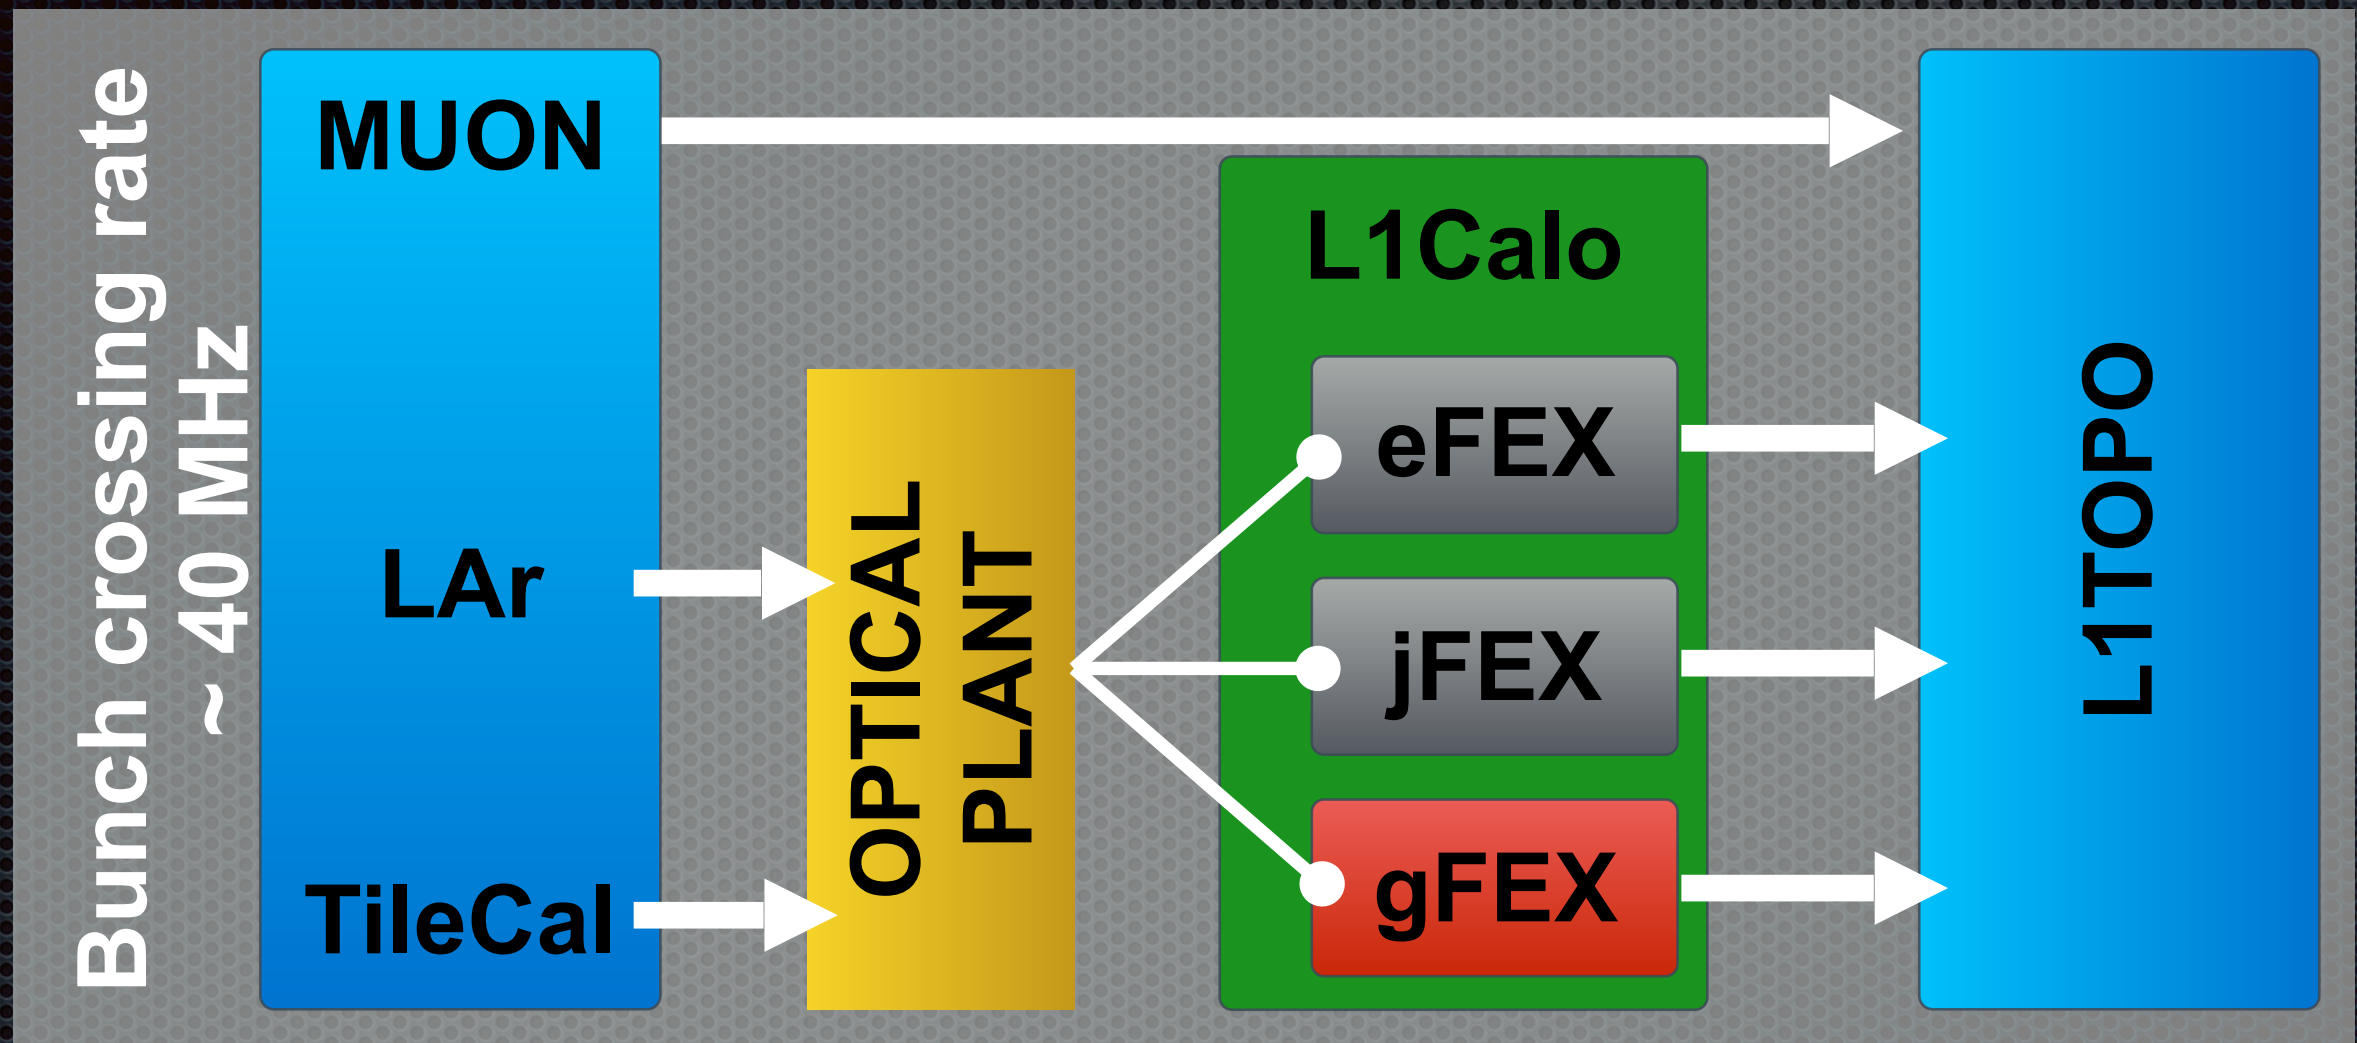 Bunch crossing rate
~ 40 MHz
MUON
LAr
TileCal
OPTICAL
PLANT
L1Calo
eFEX
jFEX
gFEX
L1TOPO